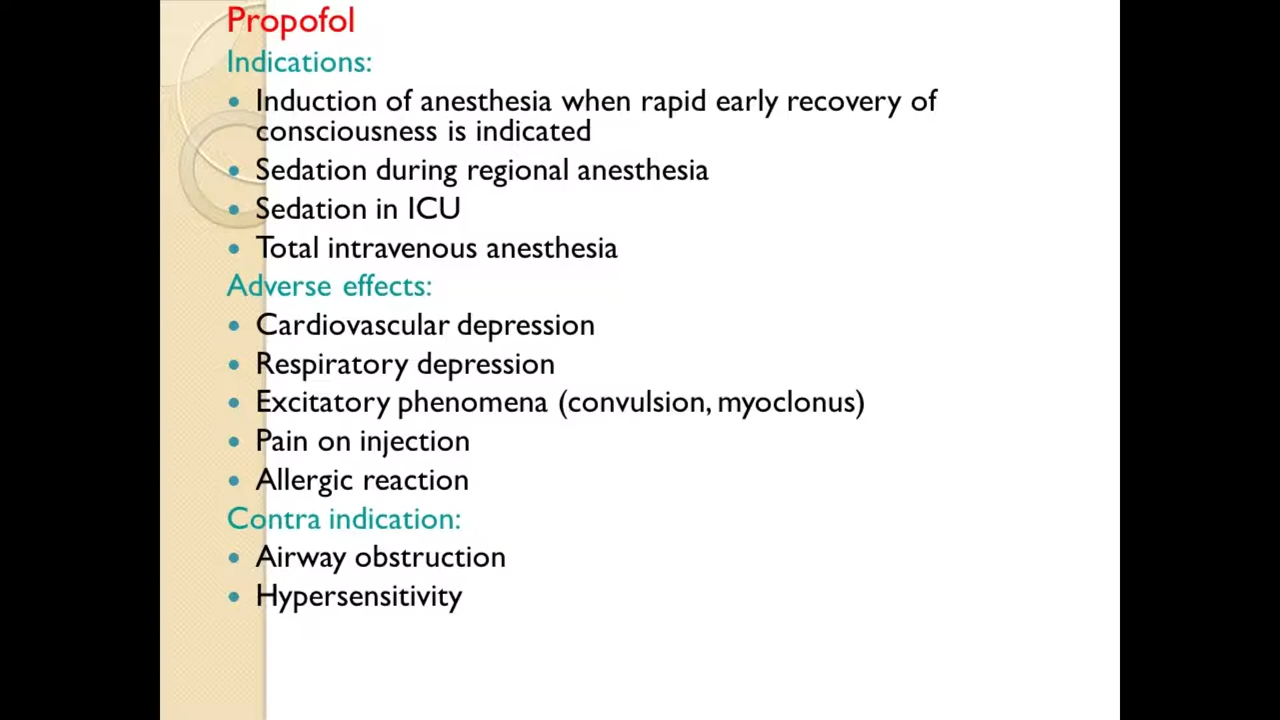 Propofol
Indications:
• Induction of anesthesia when rapid early recovery of
consciousness is indicated
• Sedation during regional anesthesia
• Sedation in ICU
• Total intravenous anesthesia
Adverse effects:
• Cardiovascular depression
• Respiratory depression
• Excitatory phenomena (convulsion, myoclonus)
• Pain on injection
• Allergic reaction
Contra indication:
• Airway obstruction
• Hypersensitivity